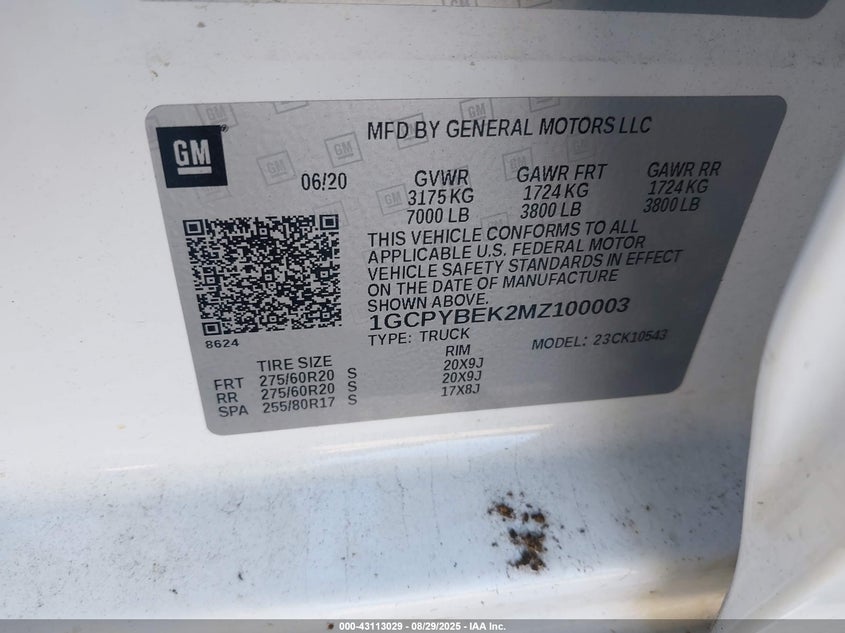 GM
MFD BY GENERAL MOTORS LLC
06/20 GVWR GAWR FRT GAWR RR
3175 KG 1724 KG 1724 KG
7000 LB 3800 LB 3800 LB
THIS VEHICLE CONFORMS TO ALL
APPLICABLE U.S. FEDERAL MOTOR
VEHICLE SAFETY STANDARDS IN EFFECT
ON THE DATE OF MANUFACTURE
SHOWN ABOVE.
1GCPYBEK2MZ100003
8624
TYPE: TRUCK MODEL: 23CK10543
TIRE SIZE RIM
FRT 275/60R20 S 20X9J
RR 275/60R20 S 20X9J
SPA 255/80R17 S 17X8J
000-43113029 - 08/29/2025 - IAA Inc.